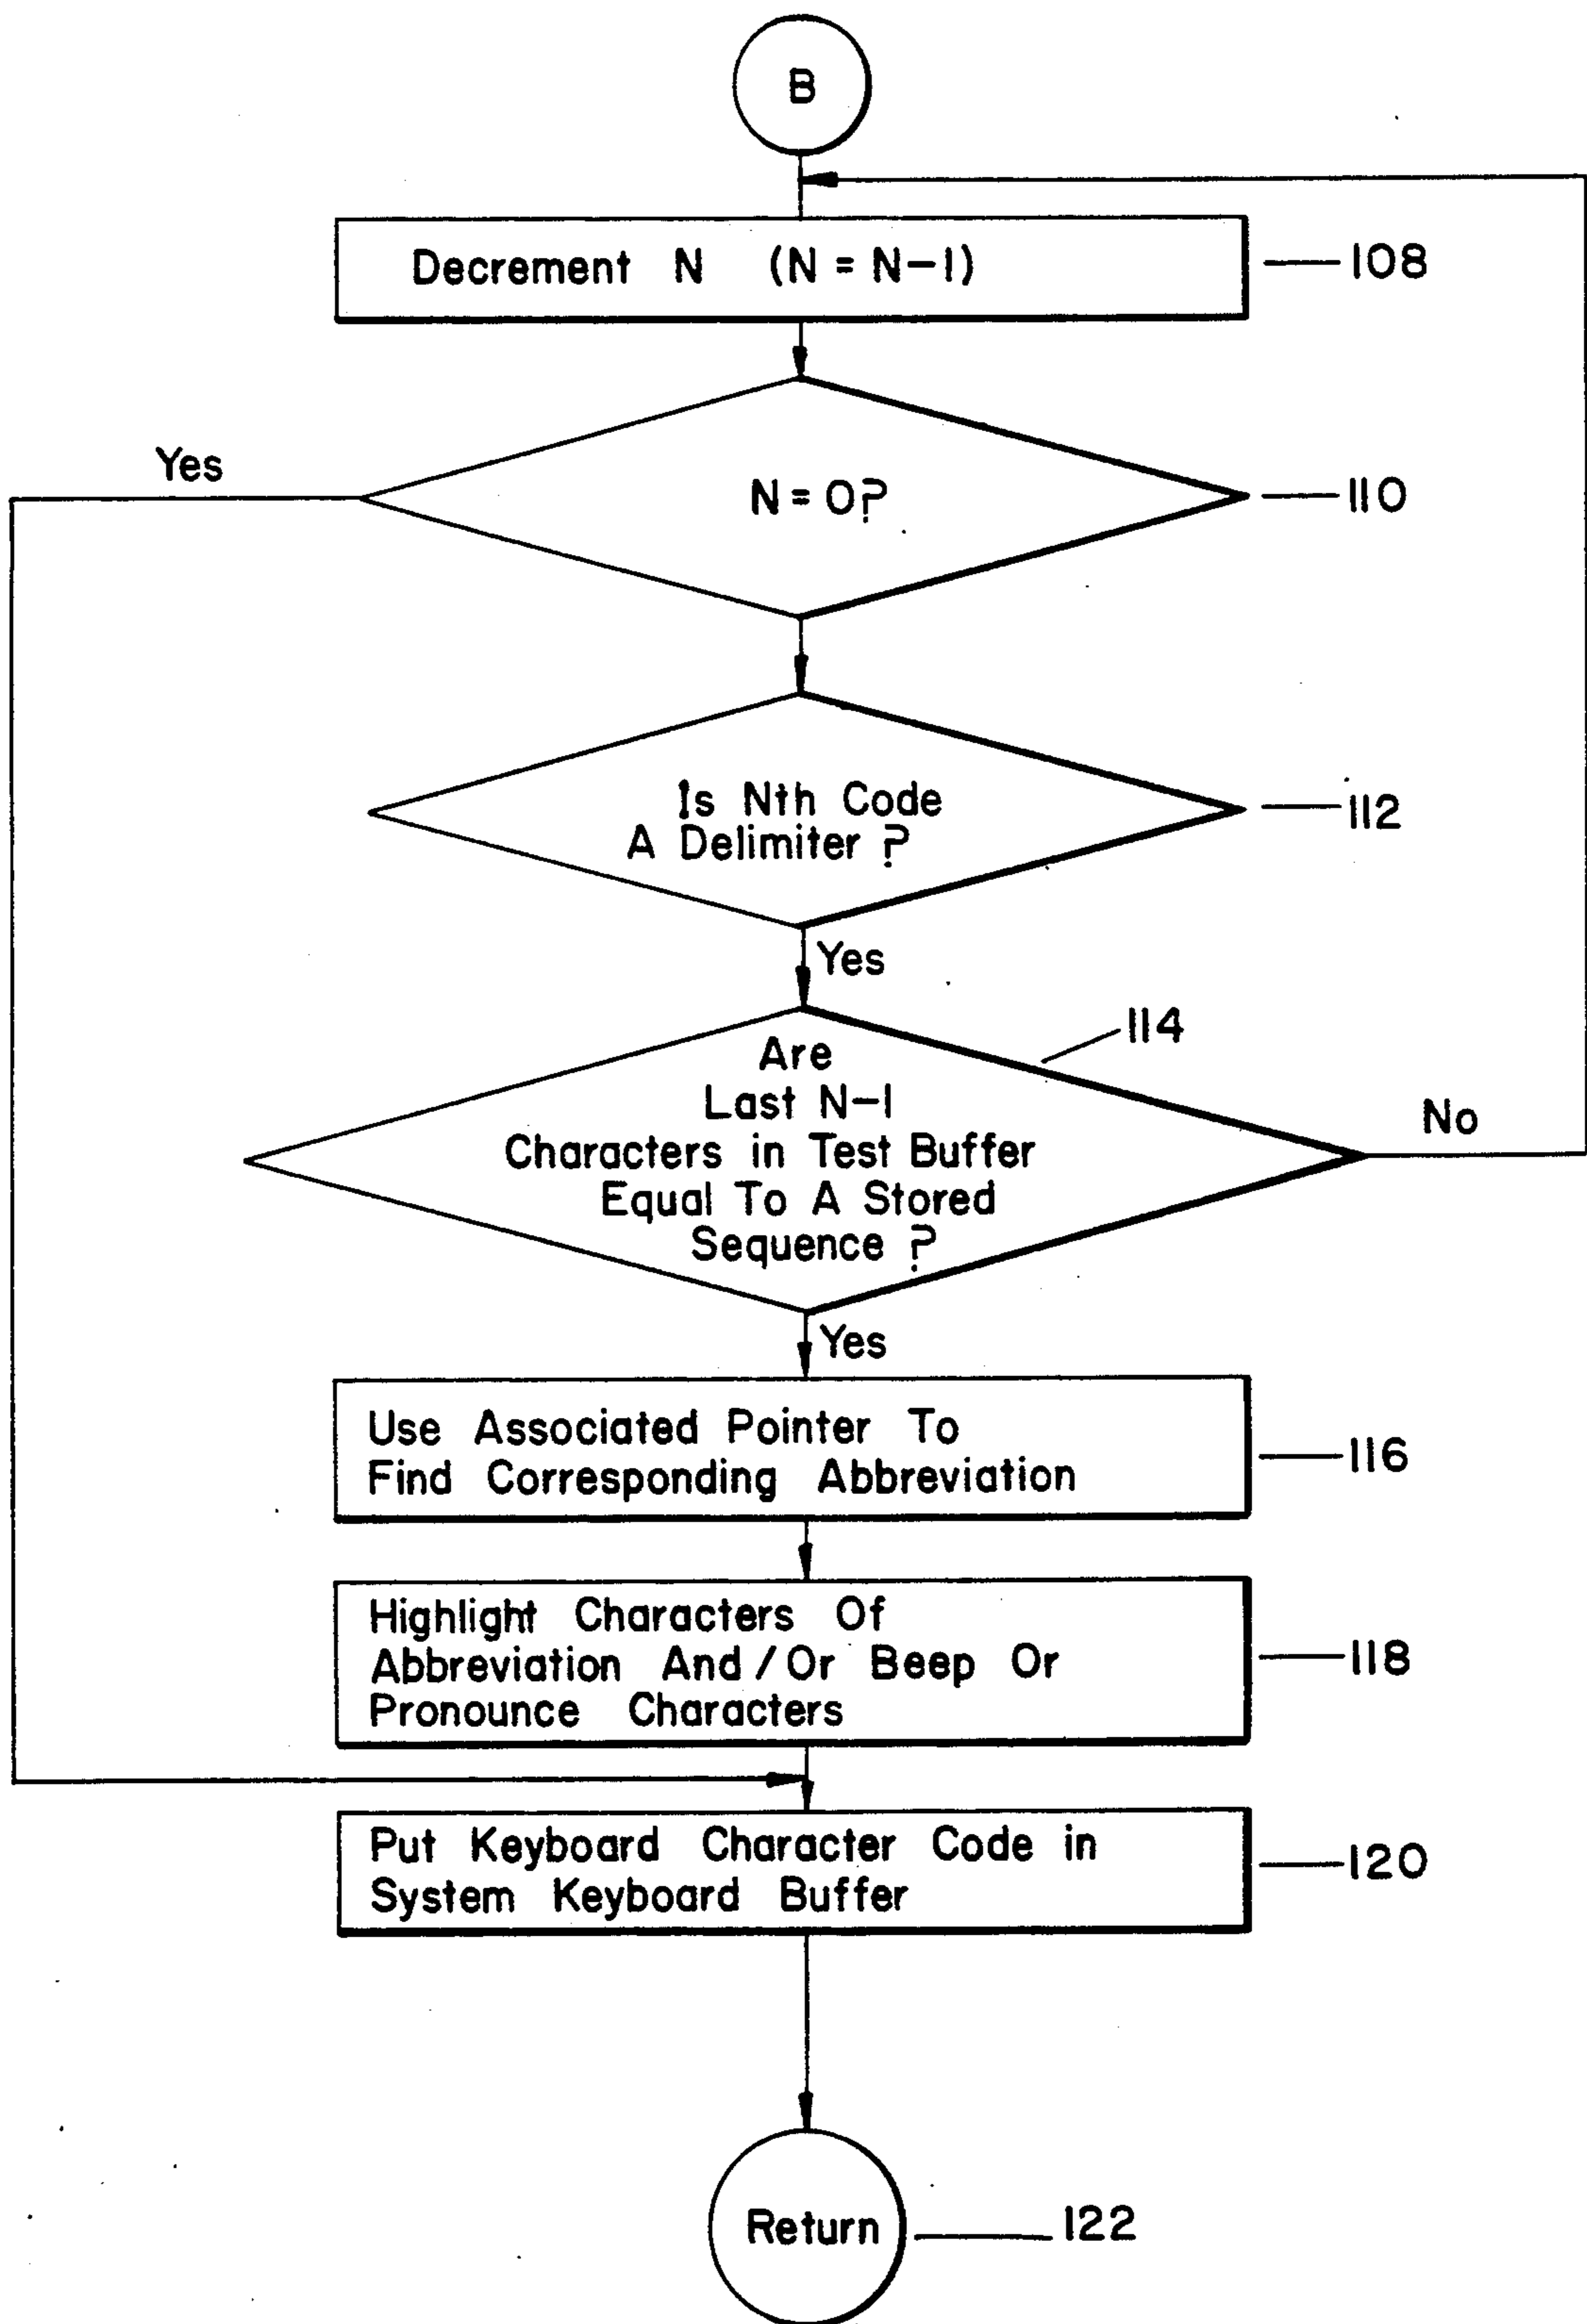 B
Decrement N (N = N-1)
108
Yes
N = 0?
110
Is Nth Code
A Delimiter ?
112
Yes
114
Are
Last N-1
Characters in Test Buffer
Equal To A Stored
Sequence ?
No
Yes
Use Associated Pointer To
Find Corresponding Abbreviation
116
Highlight Characters Of
Abbreviation And/Or Beep Or
Pronounce Characters
118
Put Keyboard Character Code in
System Keyboard Buffer
120
Return
122